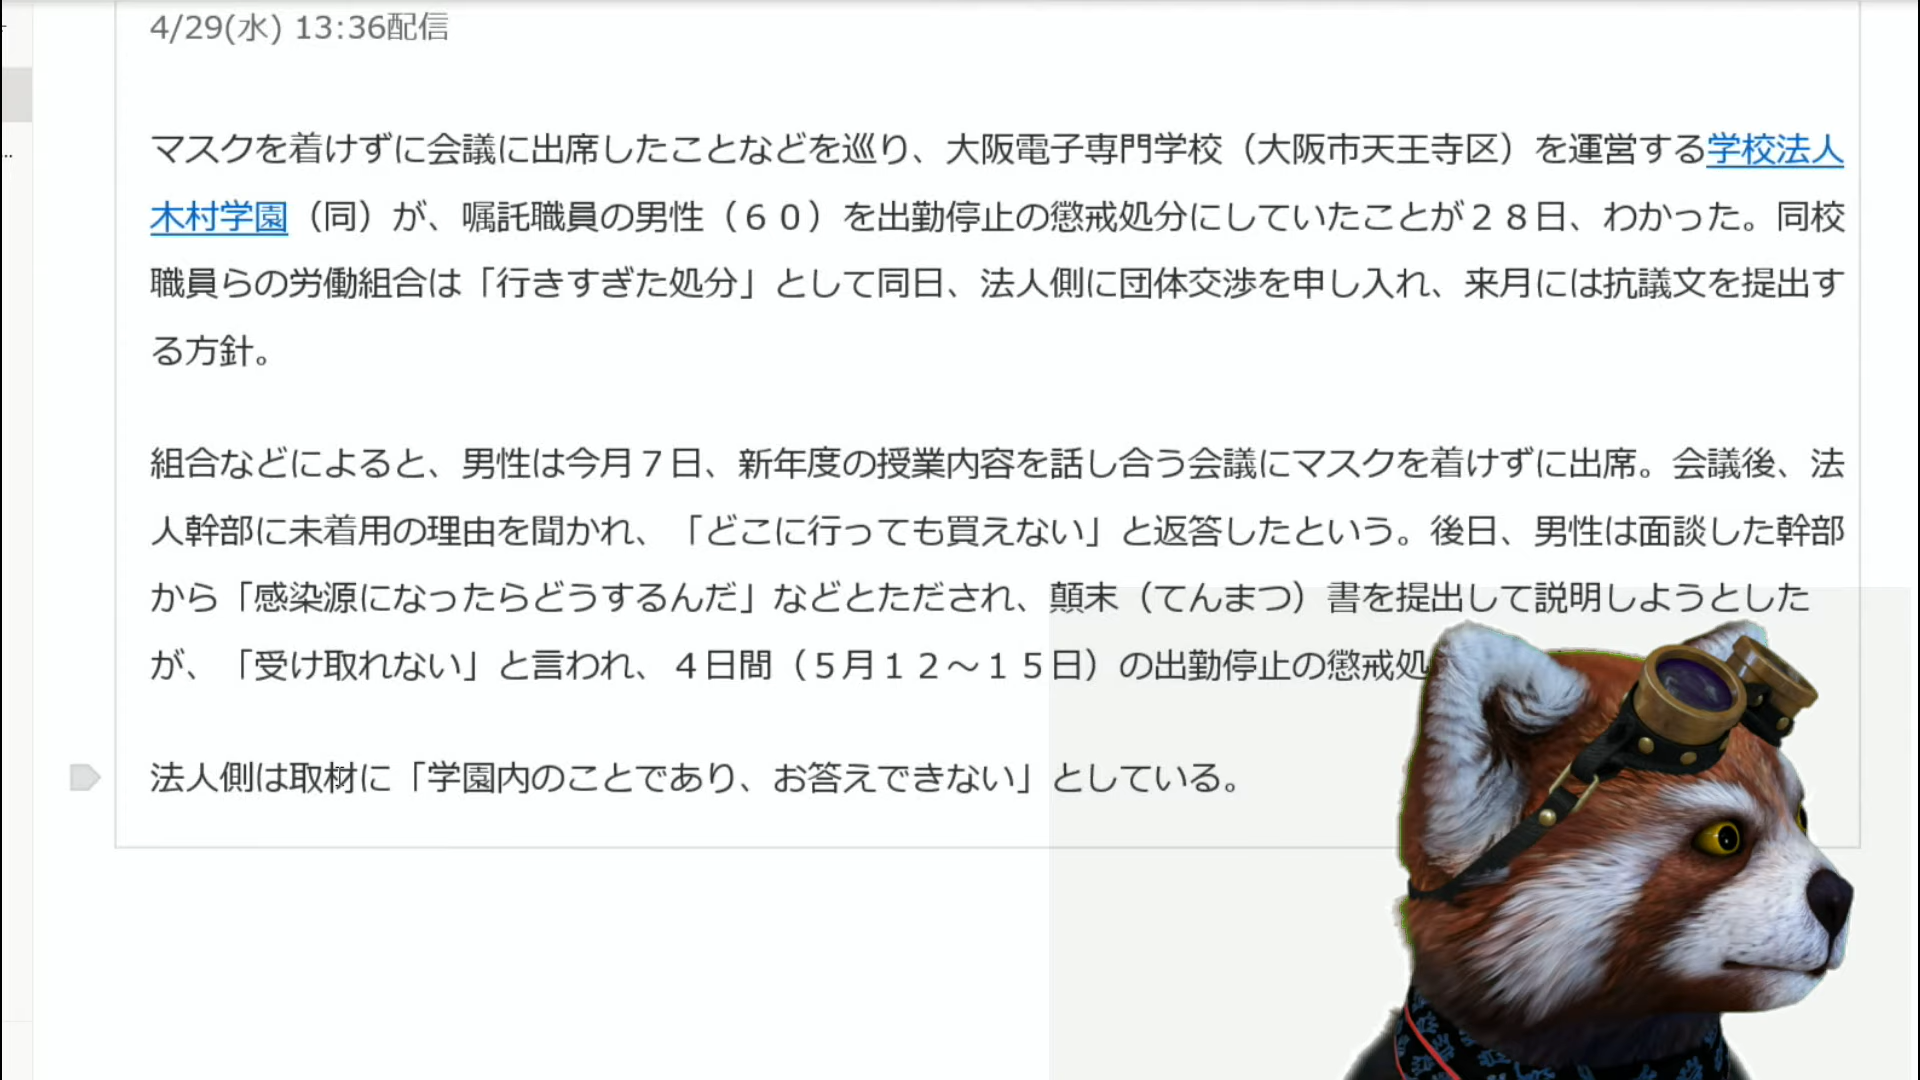 4/29(水) 13:36配信
マスクを着けずに会議に出席したことなどを巡り、大阪電子専門学校（大阪市天王寺区）を運営する学校法人
木村学園（同）が、嘱託職員の男性（６０）を出勤停止の懲戒処分にしていたことが２８日、わかった。同校
職員らの労働組合は「行きすぎた処分」として同日、法人側に団体交渉を申し入れ、来月には抗議文を提出す
る方針。
組合などによると、男性は今月７日、新年度の授業内容を話し合う会議にマスクを着けずに出席。会議後、法
人幹部に未着用の理由を聞かれ、「どこに行っても買えない」と返答したという。後日、男性は面談した幹部
から「感染源になったらどうするんだ」などとただされ、顛末（てんまつ）書を提出して説明しようとした
が、「受け取れない」と言われ、４日間（５月１２～１５日）の出勤停止の懲戒処
法人側は取材に「学園内のことであり、お答えできない」としている。